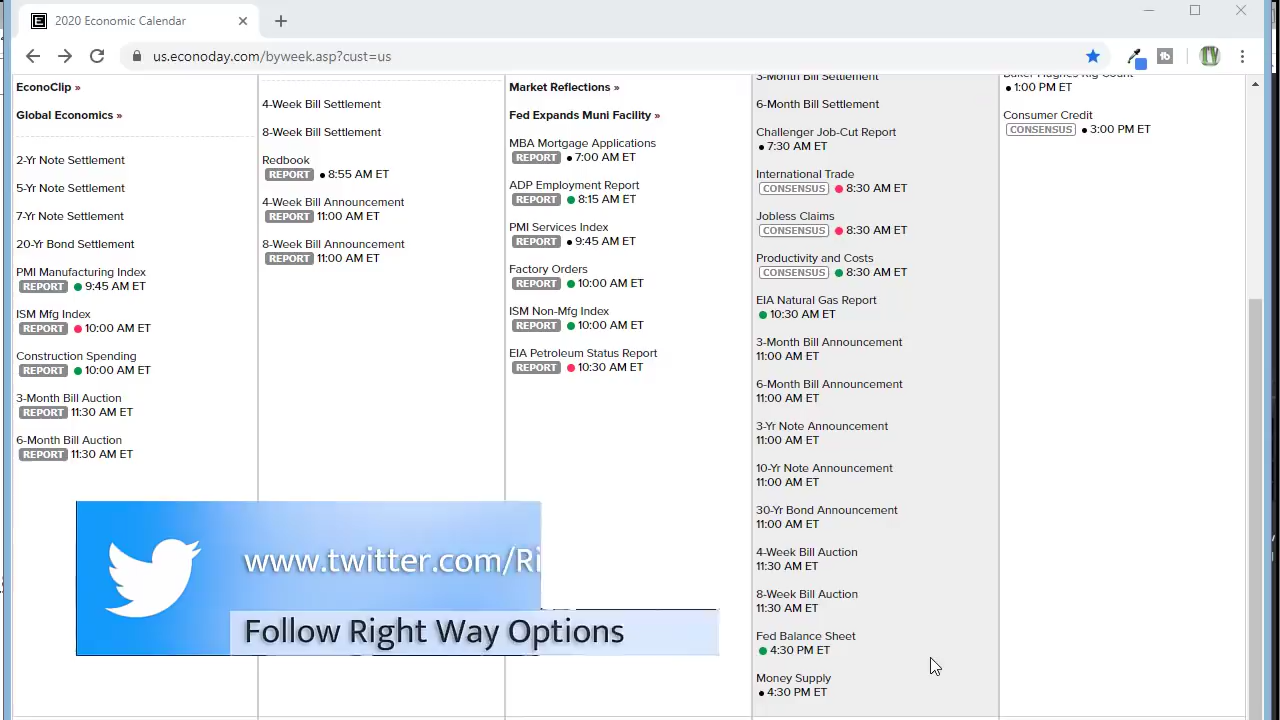 2020 Economic Calendar
us.econoday.com/byweek.asp?cust=us
EconoClip »
Global Economics »
2-Yr Note Settlement
5-Yr Note Settlement
7-Yr Note Settlement
20-Yr Bond Settlement
PMI Manufacturing Index
REPORT 9:45 AM ET
ISM Mfg Index
REPORT 10:00 AM ET
Construction Spending
REPORT 10:00 AM ET
3-Month Bill Auction
REPORT 11:30 AM ET
6-Month Bill Auction
REPORT 11:30 AM ET
4-Week Bill Settlement
8-Week Bill Settlement
Redbook
REPORT 8:55 AM ET
4-Week Bill Announcement
REPORT 11:00 AM ET
8-Week Bill Announcement
REPORT 11:00 AM ET
Market Reflections »
Fed Expands Muni Facility »
MBA Mortgage Applications
REPORT 7:00 AM ET
ADP Employment Report
REPORT 8:15 AM ET
PMI Services Index
REPORT 9:45 AM ET
Factory Orders
REPORT 10:00 AM ET
ISM Non-Mfg Index
REPORT 10:00 AM ET
EIA Petroleum Status Report
REPORT 10:30 AM ET
3-Month Bill Settlement
6-Month Bill Settlement
Challenger Job-Cut Report
7:30 AM ET
International Trade
CONSENSUS 8:30 AM ET
Jobless Claims
CONSENSUS 8:30 AM ET
Productivity and Costs
CONSENSUS 8:30 AM ET
EIA Natural Gas Report
10:30 AM ET
3-Month Bill Announcement
11:00 AM ET
6-Month Bill Announcement
11:00 AM ET
3-Yr Note Announcement
11:00 AM ET
10-Yr Note Announcement
11:00 AM ET
30-Yr Bond Announcement
11:00 AM ET
4-Week Bill Auction
11:30 AM ET
8-Week Bill Auction
11:30 AM ET
Fed Balance Sheet
4:30 PM ET
Money Supply
4:30 PM ET
Baker Hughes Rig Count
1:00 PM ET
Consumer Credit
CONSENSUS 3:00 PM ET
www.twitter.com/Ri
Follow Right Way Options